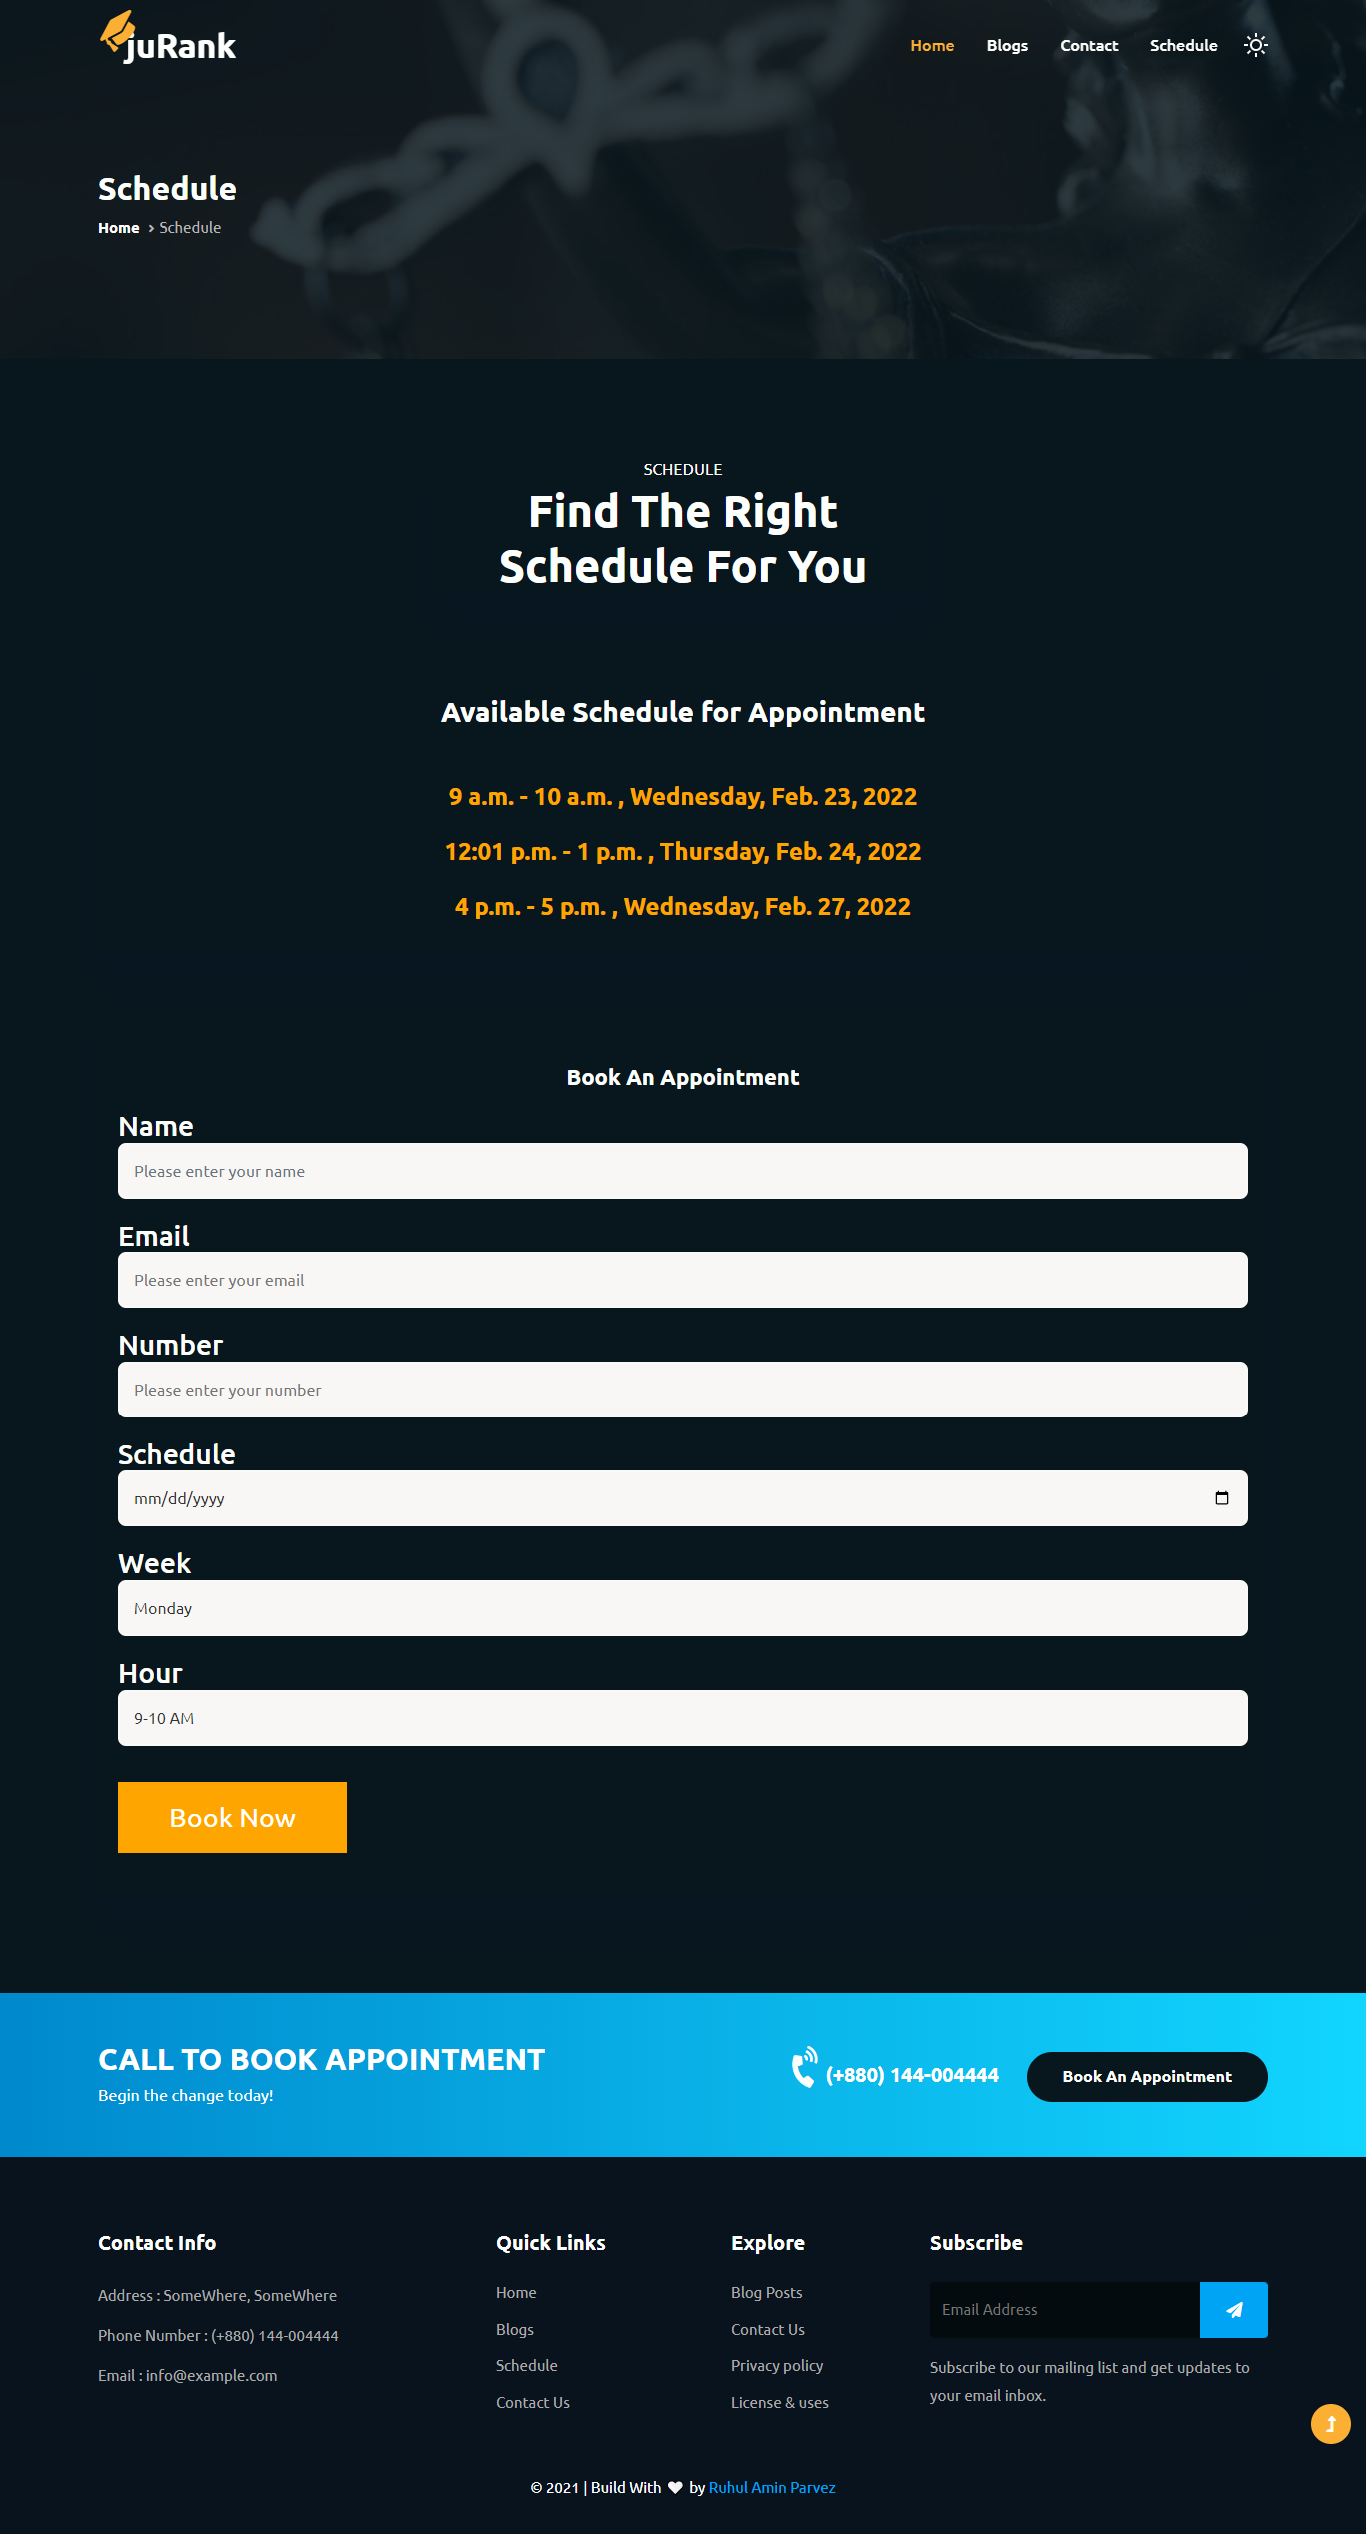 juRank
Home Blogs Contact Schedule
Schedule
Home Schedule
SCHEDULE
Find The Right
Schedule For You
Available Schedule for Appointment
9 a.m. - 10 a.m. , Wednesday, Feb. 23, 2022
12:01 p.m. - 1 p.m. , Thursday, Feb. 24, 2022
4 p.m. - 5 p.m. , Wednesday, Feb. 27, 2022
Book An Appointment
Name
Please enter your name
Email
Please enter your email
Number
Please enter your number
Schedule
mm/dd/yyyy
Week
Monday
Hour
9-10 AM
Book Now
CALL TO BOOK APPOINTMENT
Begin the change today!
(+880) 144-004444
Book An Appointment
Contact Info
Address : SomeWhere, SomeWhere
Phone Number : (+880) 144-004444
Email : info@example.com
Quick Links
Home
Blogs
Schedule
Contact Us
Explore
Blog Posts
Contact Us
Privacy policy
License & uses
Subscribe
Email Address
Subscribe to our mailing list and get updates to
your email inbox.
© 2021 | Build With ♥ by Ruhul Amin Parvez